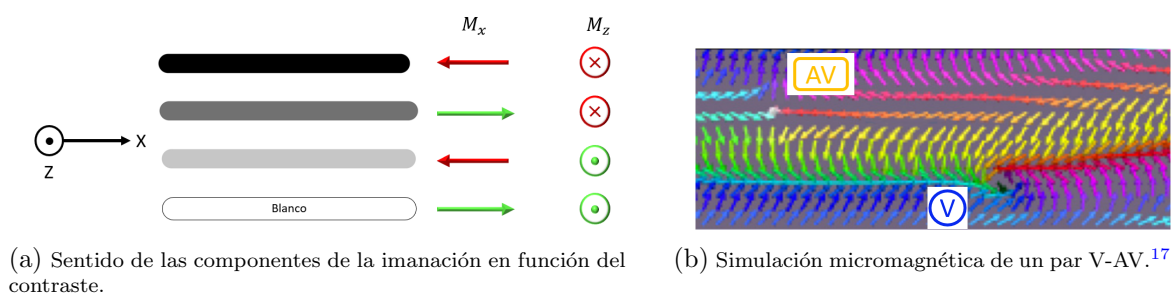 Mₓ M_z
X
Z
Blanco
AV
V
(a) Sentido de las componentes de la imanación en función del
contraste.
(b) Simulación micromagnética de un par V-AV.¹⁷